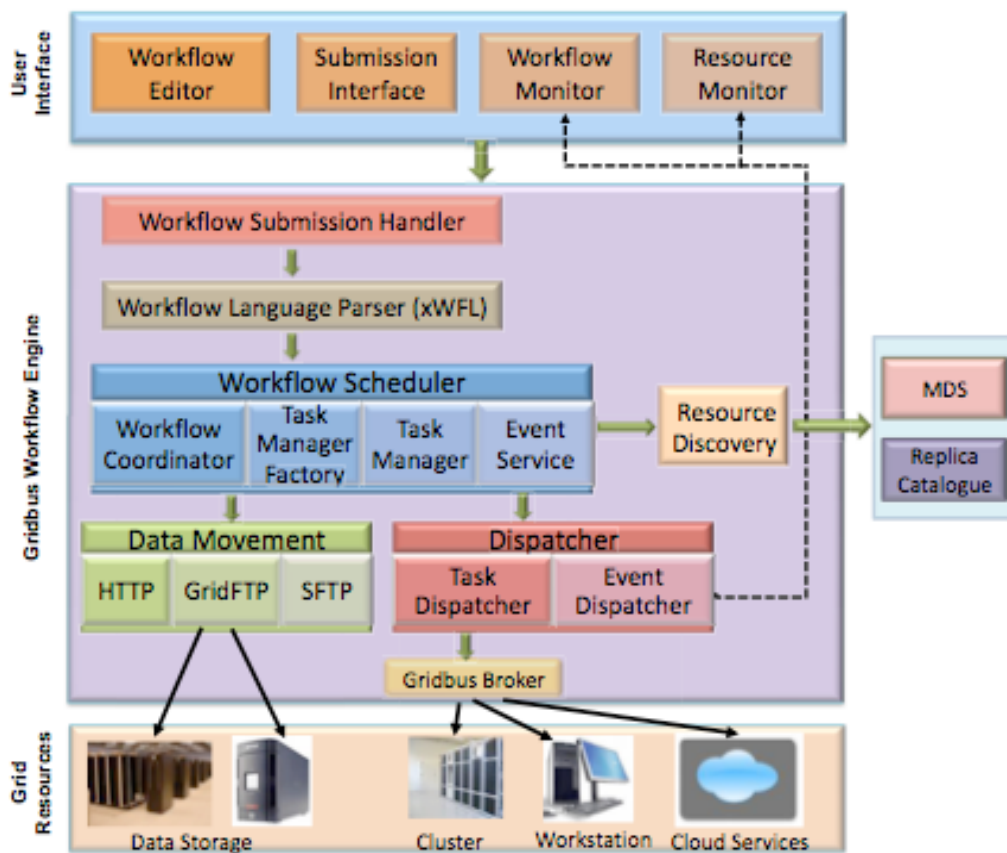 User
Interface
Workflow
Editor
Submission
Interface
Workflow
Monitor
Resource
Monitor
Gridbus Workflow Engine
Workflow Submission Handler
Workflow Language Parser (xWFL)
Workflow Scheduler
Workflow
Coordinator
Task
Manager
Factory
Task
Manager
Event
Service
Resource
Discovery
MDS
Replica
Catalogue
Data Movement
HTTP
GridFTP
SFTP
Dispatcher
Task
Dispatcher
Event
Dispatcher
Gridbus Broker
Grid
Resources
Data Storage
Cluster
Workstation
Cloud Services